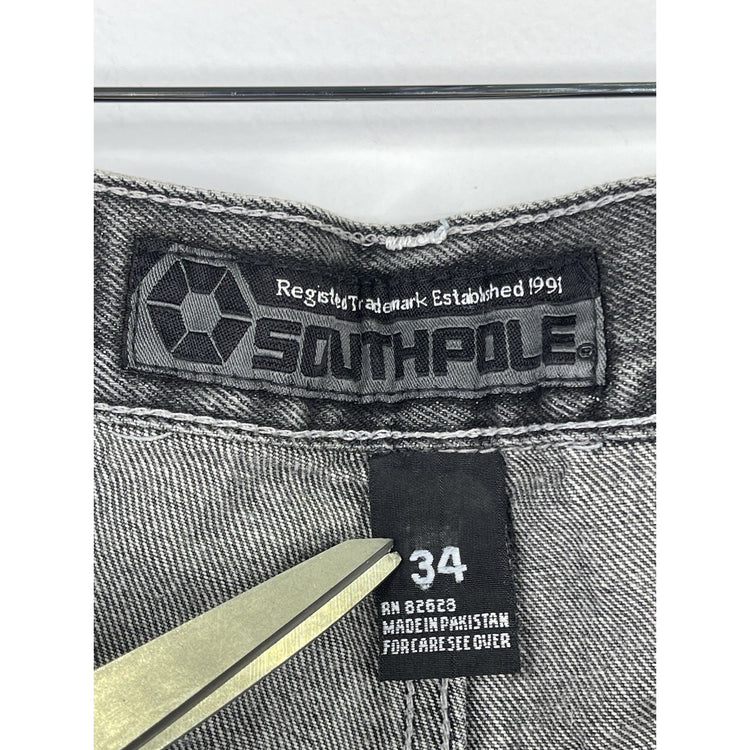 Registed Trademark Established 1991
SOUTHPOLE®
34
RN 82628
MADE IN PAKISTAN
FOR CARE SEE OVER